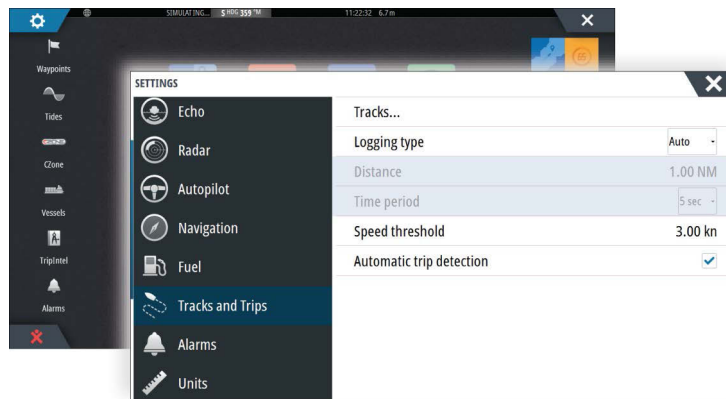 SIMULATING... S HDG 359 °M 11:22:32 6.7 m
Waypoints
Tides
CZone
Vessels
TripIntel
Alarms
SETTINGS
Echo
Radar
Autopilot
Navigation
Fuel
Tracks and Trips
Alarms
Units
Tracks...
Logging type Auto
Distance 1.00 NM
Time period 5 sec
Speed threshold 3.00 kn
Automatic trip detection